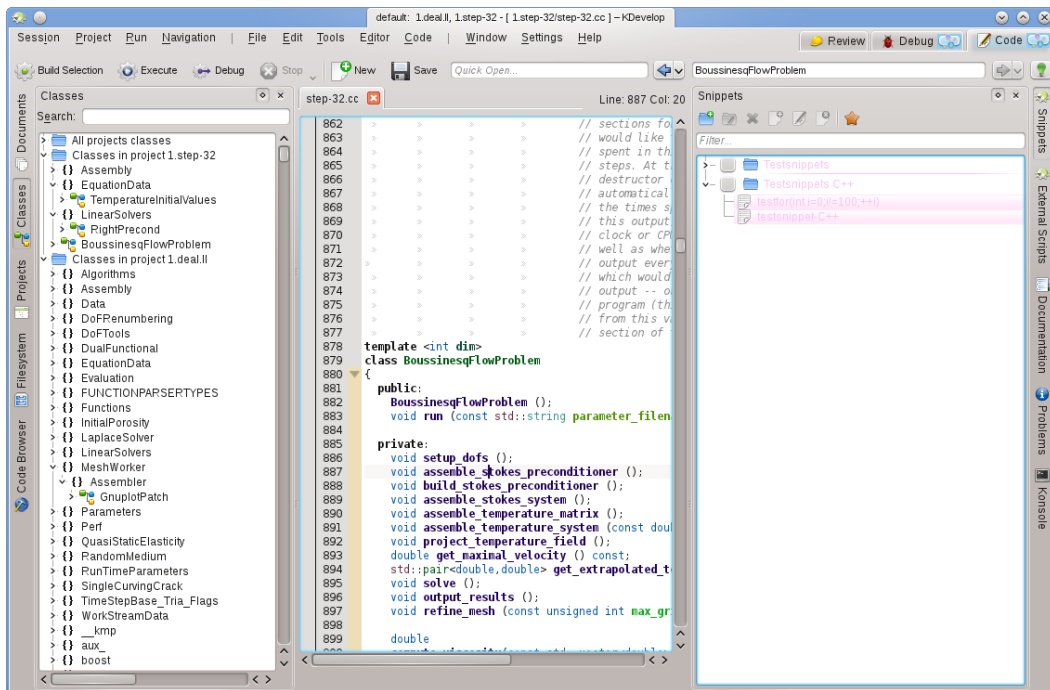 default: 1.deal.II, 1.step-32 - [ 1.step-32/step-32.cc ] – KDevelop
Session Project Run Navigation | File Edit Tools Editor Code | Window Settings Help
Review Debug Code
Build Selection Execute Debug Stop New Save Quick Open... BoussinesqFlowProblem
Documents
Classes
Projects
Filesystem
Code Browser
Classes
Search:
All projects classes
Classes in project 1.step-32
{} Assembly
{} EquationData
TemperatureInitialValues
{} LinearSolvers
RightPrecond
BoussinesqFlowProblem
Classes in project 1.deal.II
{} Algorithms
{} Assembly
{} Data
{} DoFRenumbering
{} DoFTools
{} DualFunctional
{} EquationData
{} Evaluation
{} FUNCTIONPARSERTYPES
{} Functions
{} InitialPorosity
{} LaplaceSolver
{} LinearSolvers
{} MeshWorker
{} Assembler
GnuplotPatch
{} Parameters
{} Perf
{} QuasiStaticElasticity
{} RandomMedium
{} RunTimeParameters
{} SingleCurvingCrack
{} TimeStepBase_Tria_Flags
{} WorkStreamData
{} __kmp
{} aux_
{} boost
step-32.cc Line: 887 Col: 20
862 // sections fo
863 // would like
864 // spent in th
865 // steps. At t
866 // destructor
867 // automatical
868 // the times s
869 // this output
870 // clock or CP
871 // well as whe
872 // output ever
873 // which would
874 // output -- o
875 // program (th
876 // from this v
877 // section of
878 template <int dim>
879 class BoussinesqFlowProblem
880 {
881 public:
882 BoussinesqFlowProblem ();
883 void run (const std::string parameter_filen
884
885 private:
886 void setup_dofs ();
887 void assemble_stokes_preconditioner ();
888 void build_stokes_preconditioner ();
889 void assemble_stokes_system ();
890 void assemble_temperature_matrix ();
891 void assemble_temperature_system (const doul
892 void project_temperature_field ();
893 double get_maximal_velocity () const;
894 std::pair<double,double> get_extrapolated_t
895 void solve ();
896 void output_results ();
897 void refine_mesh (const unsigned int max_gr
898
899 double
Snippets
Filter...
Testsnippets
Testsnippets C++
testfor(int i=0;i!=100;++i)
testsnippet-C++
Snippets
External Scripts
Documentation
Problems
Konsole